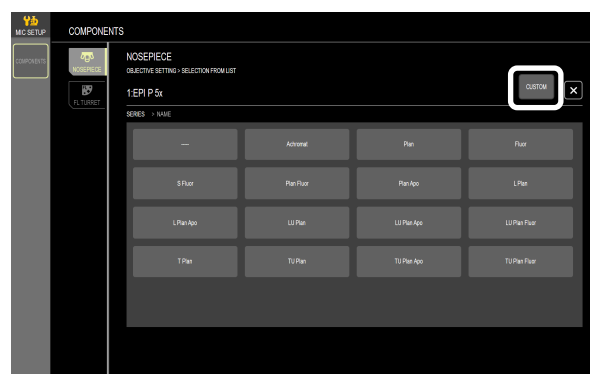 MIC SETUP
COMPONENTS
COMPONENTS
NOSEPIECE
FL TURRET
NOSEPIECE
OBJECTIVE SETTING > SELECTION FROM LIST
1:EPI P 5x
CUSTOM
×
SERIES > NAME
---- Achromat Plan Fluor
S Fluor Plan Fluor Plan Apo L Plan
L Plan Apo LU Plan LU Plan Apo LU Plan Fluor
T Plan TU Plan TU Plan Apo TU Plan Fluor